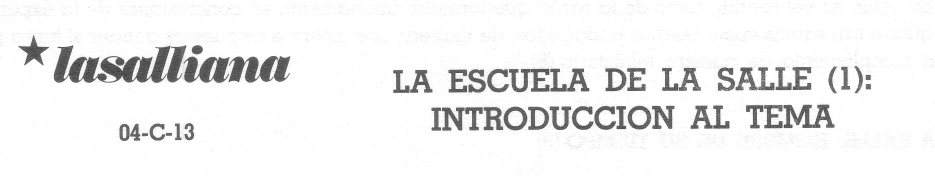 lasalliana
04-C-13
LA ESCUELA DE LA SALLE (1):
INTRODUCCION AL TEMA